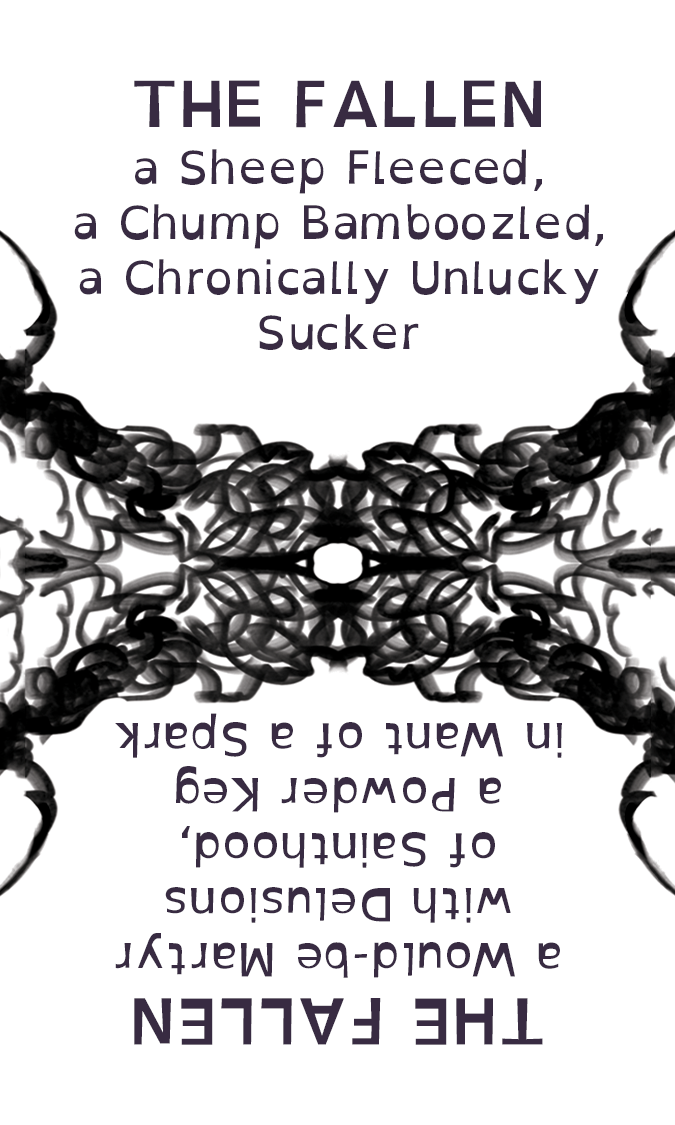 THE FALLEN
a Sheep Fleeced,
a Chump Bamboozled,
a Chronically Unlucky
Sucker
THE FALLEN
a Would-be Martyr
with Delusions
of Sainthood,
a Powder Keg
in Want of a Spark